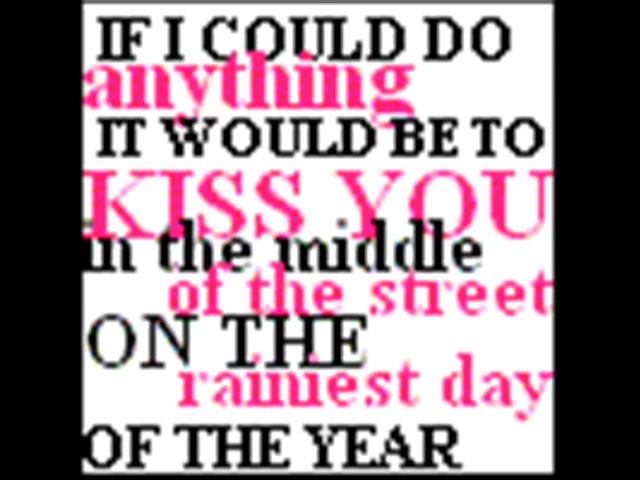 IF I COULD DO
anything
IT WOULD BE TO
KISS YOU
in the middle
of the street
ON THE
rainiest day
OF THE YEAR